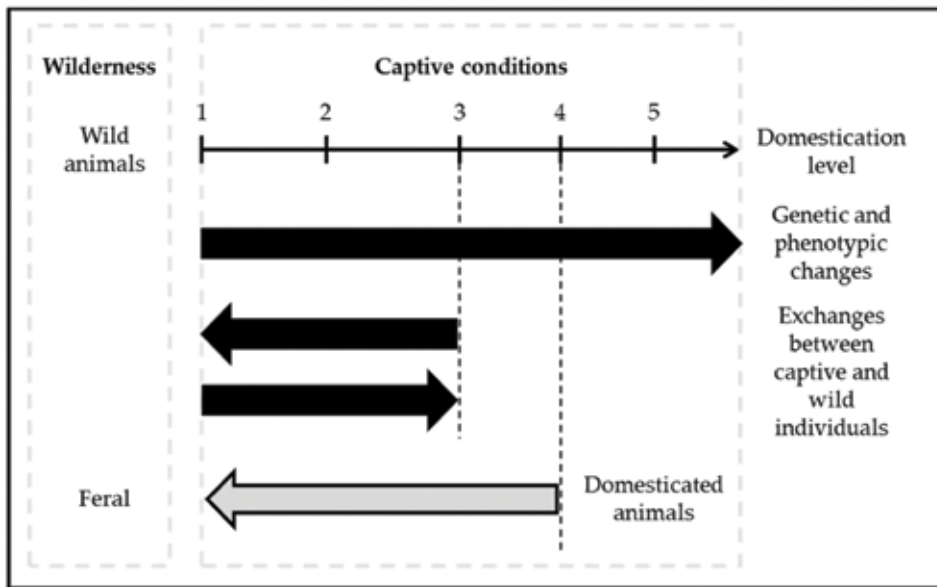 Wilderness
Captive conditions
1 2 3 4 5
Wild
animals
Domestication
level
Genetic and
phenotypic
changes
Exchanges
between
captive and
wild
individuals
Feral
Domesticated
animals